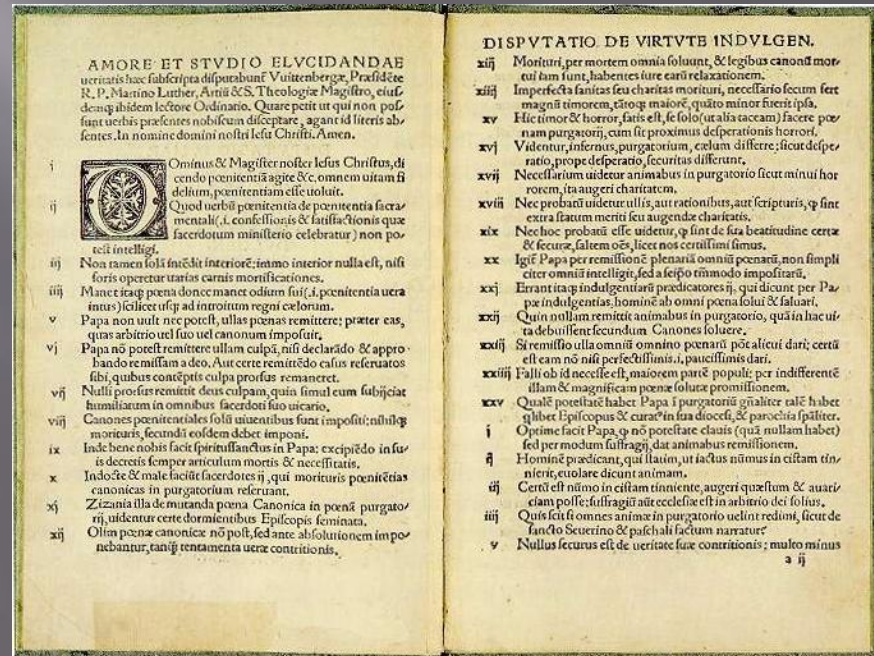 AMORE ET STVDIO ELVCIDANDAE
ueritatis hæc subscripta disputabunť Vuittenbergæ, Præsidēte
R. P. Martino Luther, Artiū & S. Theologiæ Magistro, eius/
demq; ibidem lectore Ordinario. Quare petit ut qui non pos/
sunt uerbis præsentes nobiscum disceptare, agant id literis ab/
sentes. In nomine domini nostri Iesu Christi. Amen.
i DOminus & Magister noster Iesus Christus, di
cendo pœnitentiā agite &c. omnem uitam fi
delium, pœnitentiam esse uoluit.
ij Quod uerbū pœnitentia de pœnitentia sacra/
mentali(.i. confessionis & satisfactionis quæ
sacerdotum ministerio celebratur) non po/
test intelligi.
iij Non tamen solā intēdit interiorē; immo interior nulla est, nisi
foris operetur uarias carnis mortificationes.
iiij Manet itaq; pœna donec manet odium sui(.i. pœnitentia uera
intus) scilicet usq; ad introitum regni cælorum.
v Papa non uult nec potest, ullas pœnas remittere; præter eas,
quas arbitrio uel suo uel canonum imposuit.
vj Papa nō potest remittere ullam culpā, nisi declarādo & appro/
bando remissam a deo. Aut certe remittēdo casus reseruatos
sibi, quibus contēptis culpa prorsus remaneret.
vij Nulli prorsus remittit deus culpam, quin simul eum subijciat
humiliatum in omnibus sacerdoti suo uicario.
viij Canones pœnitentiales solū uiuentibus sunt impositi; nihilq;
morituris, secundū eosdem debet imponi.
ix Inde bene nobis facit spiritussanctus in Papa; excipiēdo in su/
is decretis semper articulum mortis & necessitatis.
x Indocte & male faciūt sacerdotes ij, qui morituris pœnitētias
canonicas in purgatorium reseruant.
xj Zizania illa de mutanda pœna Canonica in pœnā purgato/
rij, uidentur certe dormientibus Episcopis seminata.
xij Olim pœnæ canonicæ nō post, sed ante absolutionem impo/
nebantur, tanq̄ tentamenta ueræ contritionis.
DISPVTATIO DE VIRTVTE INDVLGEN.
xiij Morituri, per mortem omnia soluunt, & legibus canonū mor/
tui iam sunt, habentes iure earū relaxationem.
xiiij Imperfecta sanitas seu charitas morituri, necessario secum fert
magnū timorem, tātoq; maiorē, quāto minor fuerit ipsa.
xv Hic timor & horror, satis est, se solo(ut alia taceam) facere pœ/
nam purgatorij, cum sit proximus desperationis horrori.
xvj Videntur, infernus, purgatorium, cælum differre; sicut despe/
ratio, prope desperatio, securitas differunt.
xvij Necessarium uidetur animabus in purgatorio sicut minui hor
rorem, ita augeri charitatem.
xviij Nec probatū uidetur ullis, aut rationibus, aut scripturis, ꝙ sint
extra statum meriti seu augendæ charitatis.
xix Nec hoc probatū esse uidetur, ꝙ sint de sua beatitudine certæ
& securæ, saltem oēs, licet nos certissimi simus.
xx Igiť Papa per remissionē plenariā omniū pœnarū, non simpli
citer omniū intelligit, sed a seipo tm̄modo impositarū.
xxj Errant itaq; indulgentiarū prædicatores ij, qui dicunt per Pa/
pæ indulgentias, hominē ab omni pœna solui & saluari.
xxij Quin nullam remittit animabus in purgatorio, quā in hac ui/
ta debuissent secundum Canones soluere.
xxiij Si remissio ulla omniū omnino pœnarū pōt alicui dari; certū
est eam nō nisi perfectissimis .i. paucissimis dari.
xxiiij Falli ob id necesse est, maiorem partē populi; per indifferentē
illam & magnificam pœnæ solutæ promissionem.
xxv Qualē potestatē habet Papa ī purgatoriū gñaliter talē habet
q̄libet Episcopus & curat⁹ in sua diocesi, & parochia sp̄aliter.
i Optime facit Papa, ꝙ nō potestate clauis (quā nullam habet)
sed per modum suffragij, dat animabus remissionem.
ij Hominē prædicant, qui statim, ut iactus nūmus in cistam tin/
nierit, euolare dicunt animam.
iij Certū est nūmo in cistam tinniente, augeri quæstum & auari/
ciam posse; suffragiū aūt ecclesiæ est in arbitrio dei solius.
iiij Quis scit si omnes animæ in purgatorio uelint redimi, sicut de
sancto Seuerino & paschali factum narratur?
v Nullus securus est de ueritate suæ contritionis; multo minus
a ij